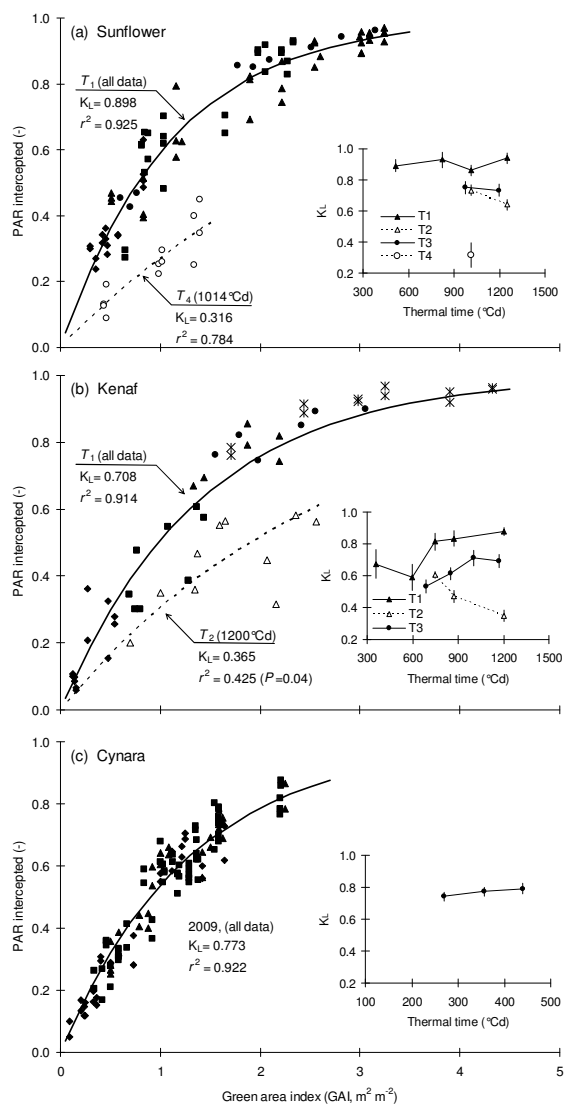 (a) Sunflower
T1 (all data)
KL= 0.898
r2 = 0.925
T4 (1014°Cd)
KL= 0.316
r2 = 0.784
PAR intercepted (-)
1.0
0.8
0.6
0.4
0.2
0.0
KL
1.0
0.8
0.6
0.4
0.2
T1
T2
T3
T4
300 600 900 1200 1500
Thermal time (°Cd)
(b) Kenaf
T1 (all data)
KL= 0.708
r2 = 0.914
T2 (1200°Cd)
KL= 0.365
r2 = 0.425 (P=0.04)
PAR intercepted (-)
1.0
0.8
0.6
0.4
0.2
0.0
KL
1.0
0.8
0.6
0.4
0.2
T1
T2
T3
300 600 900 1200 1500
Thermal time (°Cd)
(c) Cynara
2009, (all data)
KL= 0.773
r2 = 0.922
PAR intercepted (-)
1.0
0.8
0.6
0.4
0.2
0.0
KL
1.0
0.8
0.6
0.4
0.2
100 200 300 400 500
Thermal time (°Cd)
0 1 2 3 4 5
Green area index (GAI, m2 m-2)